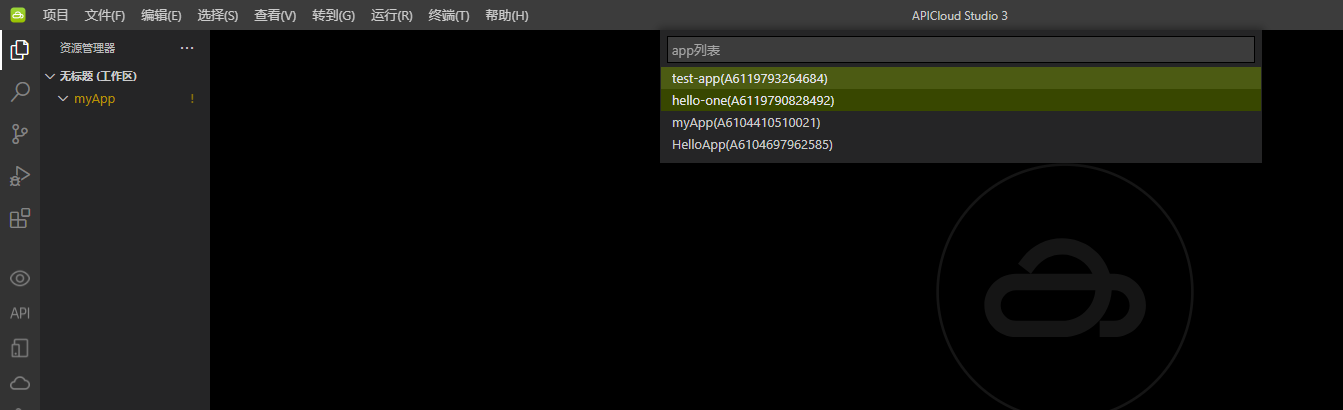 项目 文件(F) 编辑(E) 选择(S) 查看(V) 转到(G) 运行(R) 终端(T) 帮助(H) APICloud Studio 3
资源管理器 ···
app列表
无标题 (工作区)
test-app(A6119793264684)
myApp !
hello-one(A6119790828492)
myApp(A6104410510021)
HelloApp(A6104697962585)
API